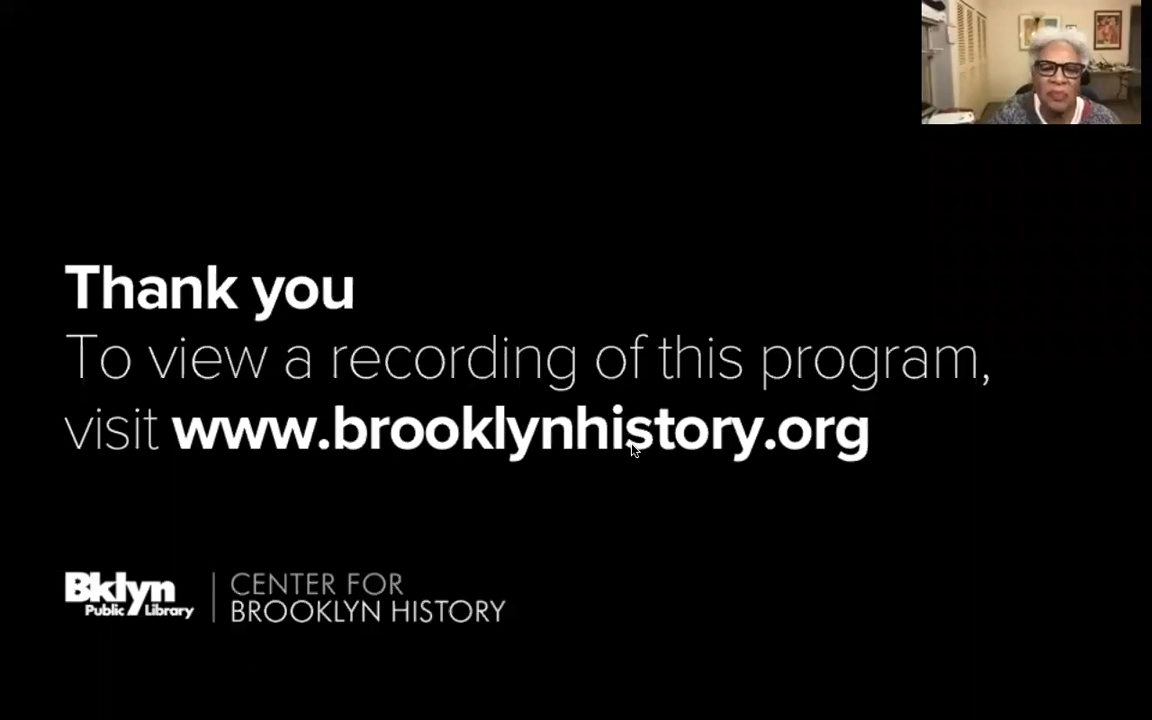 Thank you
To view a recording of this program,
visit www.brooklynhistory.org
Bklyn
Public Library
CENTER FOR
BROOKLYN HISTORY